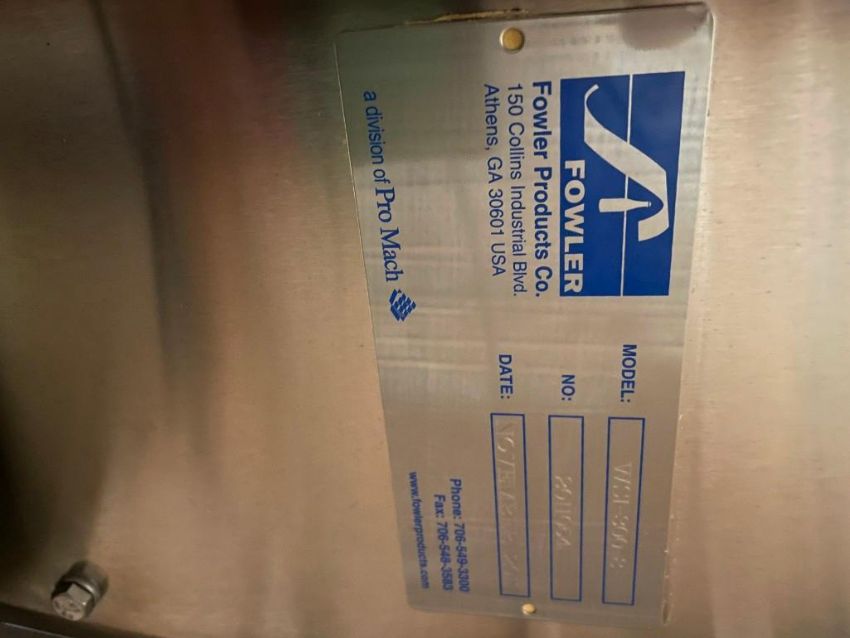 FOWLER
Fowler Products Co.
150 Collins Industrial Blvd.
Athens, GA 30601 USA
a division of Pro Mach
MODEL:
NO:
DATE:
Phone: 706-549-3300
Fax: 706-548-3583
www.fowlerproducts.com